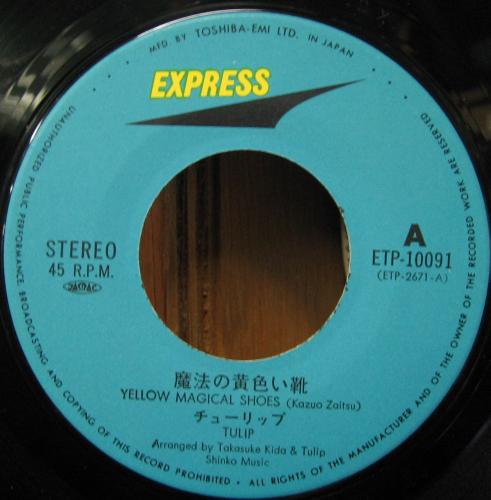 MFD. BY TOSHIBA-EMI LTD. IN JAPAN
EXPRESS
STEREO
45 R.P.M.
JASRAC
A
ETP-10091
(ETP-2671-A)
魔法の黄色い靴
YELLOW MAGICAL SHOES (Kazuo Zaitsu)
チューリップ
TULIP
Arranged by Takasuke Kida & Tulip
Shinko Music
UNAUTHORIZED PUBLIC PERFORMANCE, BROADCASTING AND COPYING OF THIS RECORD PROHIBITED • ALL RIGHTS OF THE MANUFACTURER AND OF THE OWNER OF THE RECORDED WORK ARE RESERVED